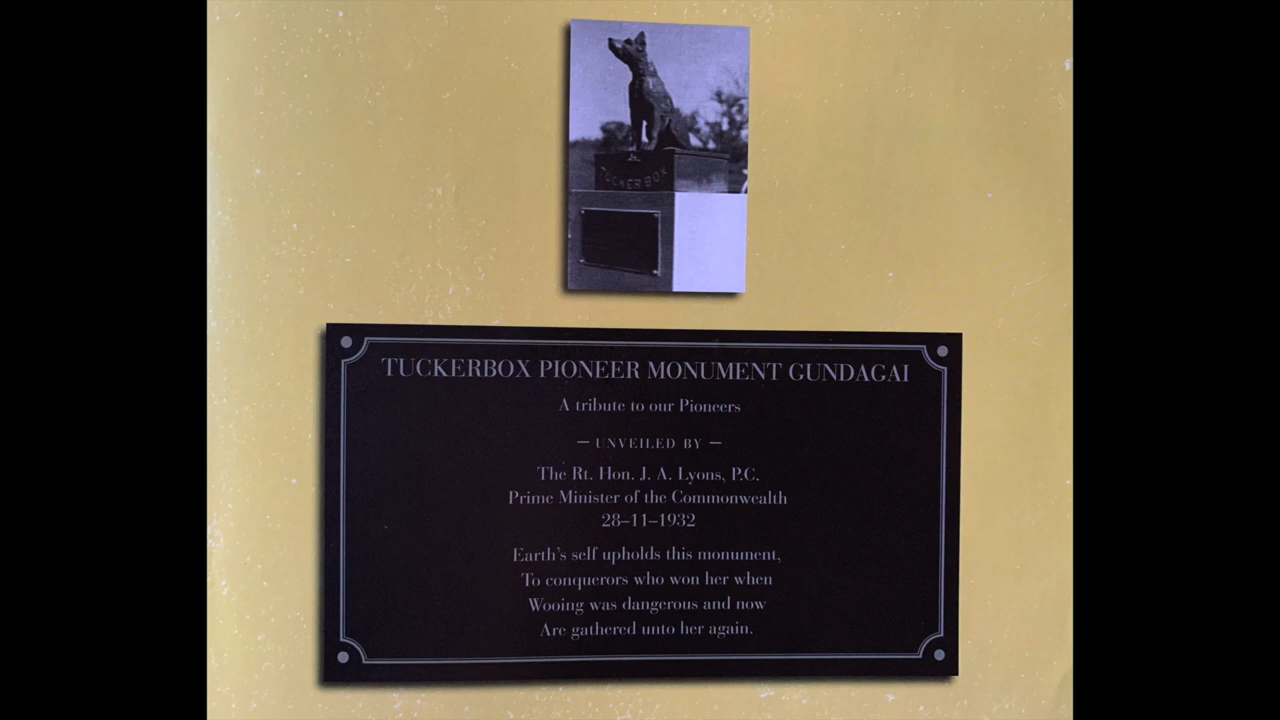 TUCKERBOX
TUCKERBOX PIONEER MONUMENT GUNDAGAI
A tribute to our Pioneers
— UNVEILED BY —
The Rt. Hon. J. A. Lyons, P.C.
Prime Minister of the Commonwealth
28–11–1932
Earth's self upholds this monument,
To conquerors who won her when
Wooing was dangerous and now
Are gathered unto her again.